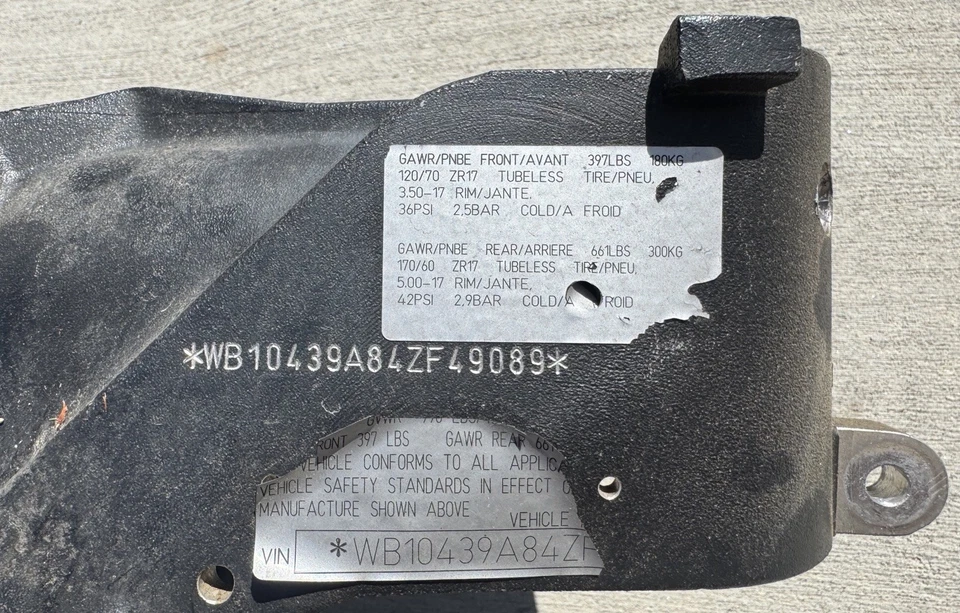 GAWR/PNBE FRONT/AVANT 397LBS 180KG
120/70 ZR17 TUBELESS TIRE/PNEU,
3.50-17 RIM/JANTE,
36PSI 2,5BAR COLD/A FROID
GAWR/PNBE REAR/ARRIERE 661LBS 300KG
170/60 ZR17 TUBELESS TIRE/PNEU,
5.00-17 RIM/JANTE,
42PSI 2,9BAR COLD/A FROID
*WB10439A84ZF49089*
397 LBS GAWR REAR
VEHICLE CONFORMS TO ALL
VEHICLE SAFETY STANDARDS IN EFFECT
MANUFACTURE SHOWN ABOVE
VEHICLE
VIN *WB10439A84ZF